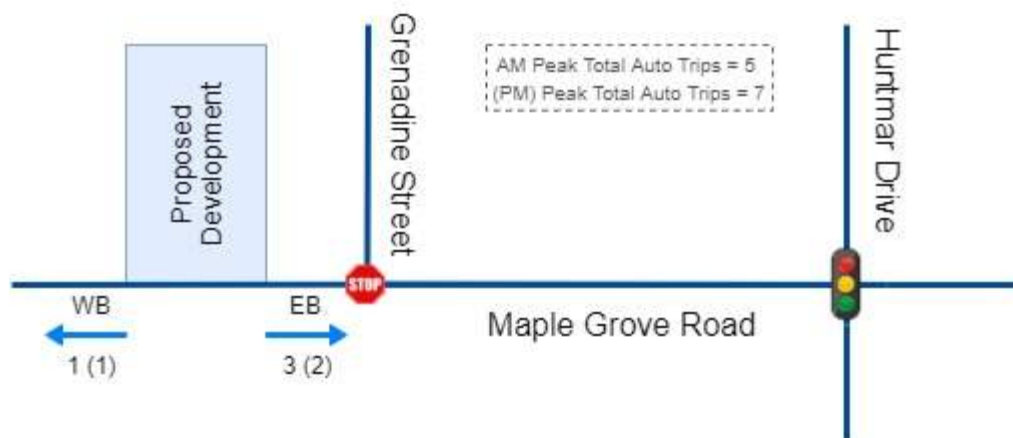 Grenadine Street
Huntmar Drive
AM Peak Total Auto Trips = 5
(PM) Peak Total Auto Trips = 7
Proposed
Development
STOP
WB
EB
Maple Grove Road
1 (1)
3 (2)